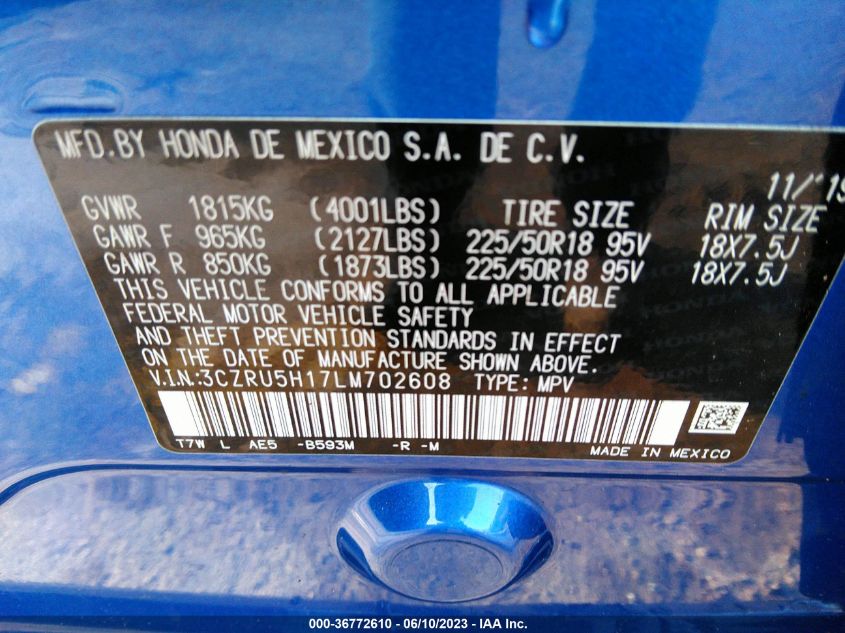 MFD.BY HONDA DE MEXICO S.A. DE C.V.
11/'19
GVWR 1815KG (4001LBS) TIRE SIZE RIM SIZE
GAWR F 965KG (2127LBS) 225/50R18 95V 18X7.5J
GAWR R 850KG (1873LBS) 225/50R18 95V 18X7.5J
THIS VEHICLE CONFORMS TO ALL APPLICABLE
FEDERAL MOTOR VEHICLE SAFETY
AND THEFT PREVENTION STANDARDS IN EFFECT
ON THE DATE OF MANUFACTURE SHOWN ABOVE.
V.I.N.:3CZRU5H17LM702608 TYPE: MPV
T7W L AE5 -B593M -R -M
MADE IN MEXICO
000-36772610 - 06/10/2023 - IAA Inc.